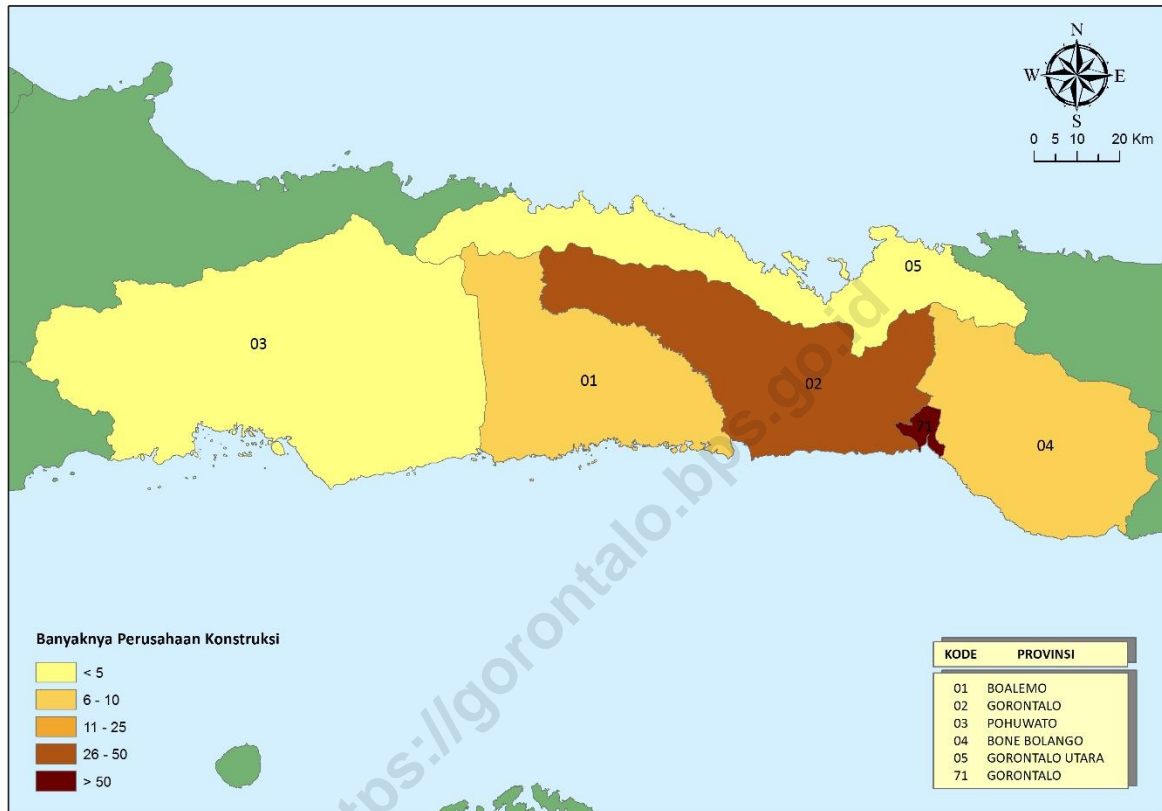 N
W E
S
0 5 10 20 Km
05
03
01
02
71
04
https://gorontalo.bps.go.id
Banyaknya Perusahaan Konstruksi
< 5
6 - 10
11 - 25
26 - 50
> 50
KODE PROVINSI
01 BOALEMO
02 GORONTALO
03 POHUWATO
04 BONE BOLANGO
05 GORONTALO UTARA
71 GORONTALO